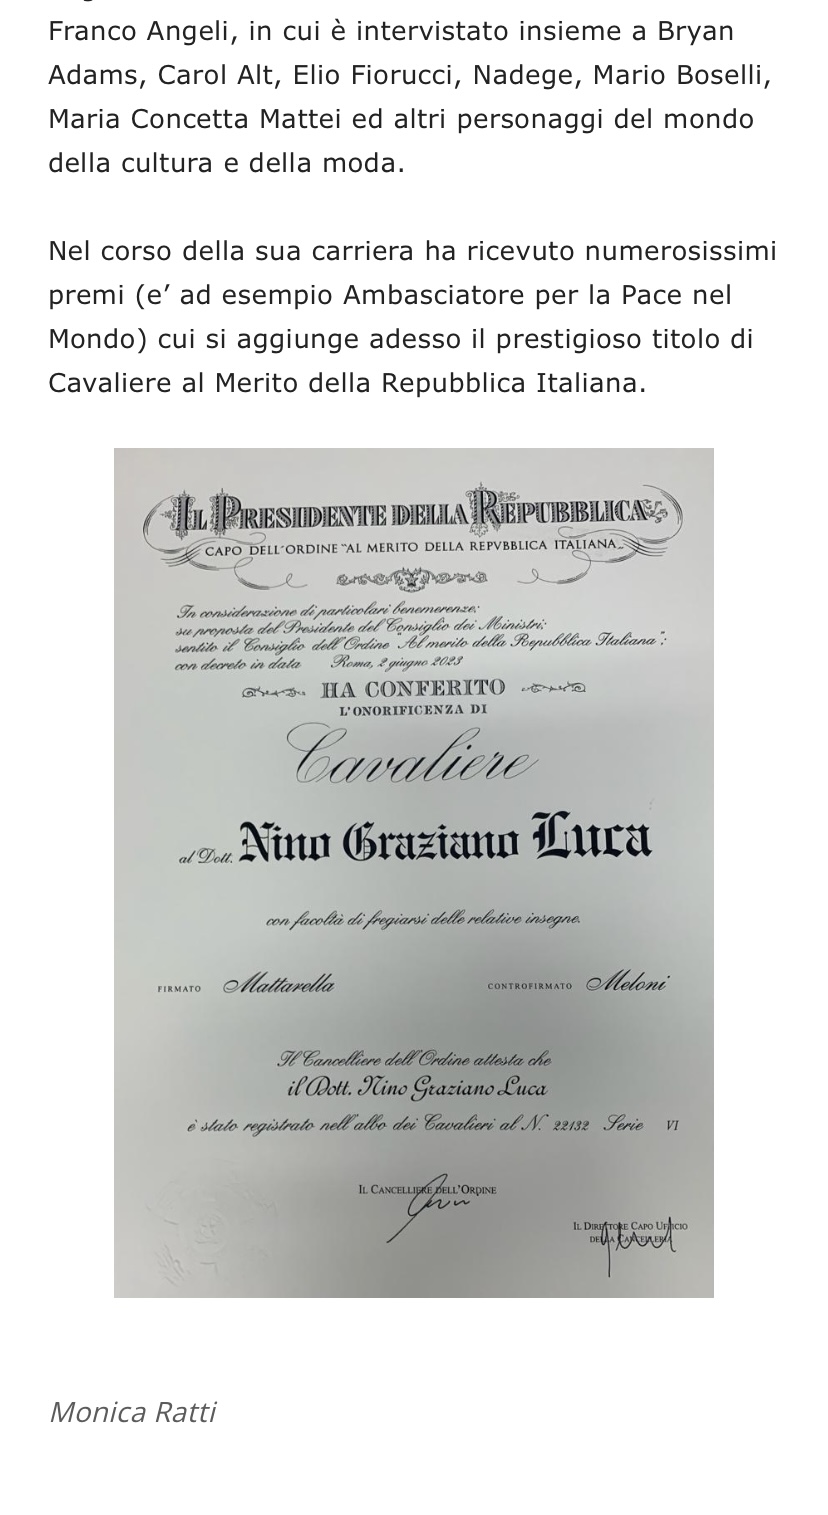 Franco Angeli, in cui è intervistato insieme a Bryan
Adams, Carol Alt, Elio Fiorucci, Nadege, Mario Boselli,
Maria Concetta Mattei ed altri personaggi del mondo
della cultura e della moda.
Nel corso della sua carriera ha ricevuto numerosissimi
premi (e’ ad esempio Ambasciatore per la Pace nel
Mondo) cui si aggiunge adesso il prestigioso titolo di
Cavaliere al Merito della Repubblica Italiana.
IL PRESIDENTE DELLA REPUBBLICA
CAPO DELL'ORDINE "AL MERITO DELLA REPVBBLICA ITALIANA„
In considerazione di particolari benemerenze;
su proposta del Presidente del Consiglio dei Ministri;
sentito il Consiglio dell'Ordine "Al merito della Repubblica Italiana";
con decreto in data Roma, 2 giugno 2023
HA CONFERITO
L'ONORIFICENZA DI
Cavaliere
al Dott. Nino Graziano Luca
con facoltà di fregiarsi delle relative insegne.
FIRMATO Mattarella CONTROFIRMATO Meloni
Il Cancelliere dell'Ordine attesta che
il Dott. Nino Graziano Luca
è stato registrato nell'albo dei Cavalieri al N. 22132 Serie VI
IL CANCELLIERE DELL'ORDINE
IL DIRETTORE CAPO UFFICIO
DELLA CANCELLERIA
Monica Ratti